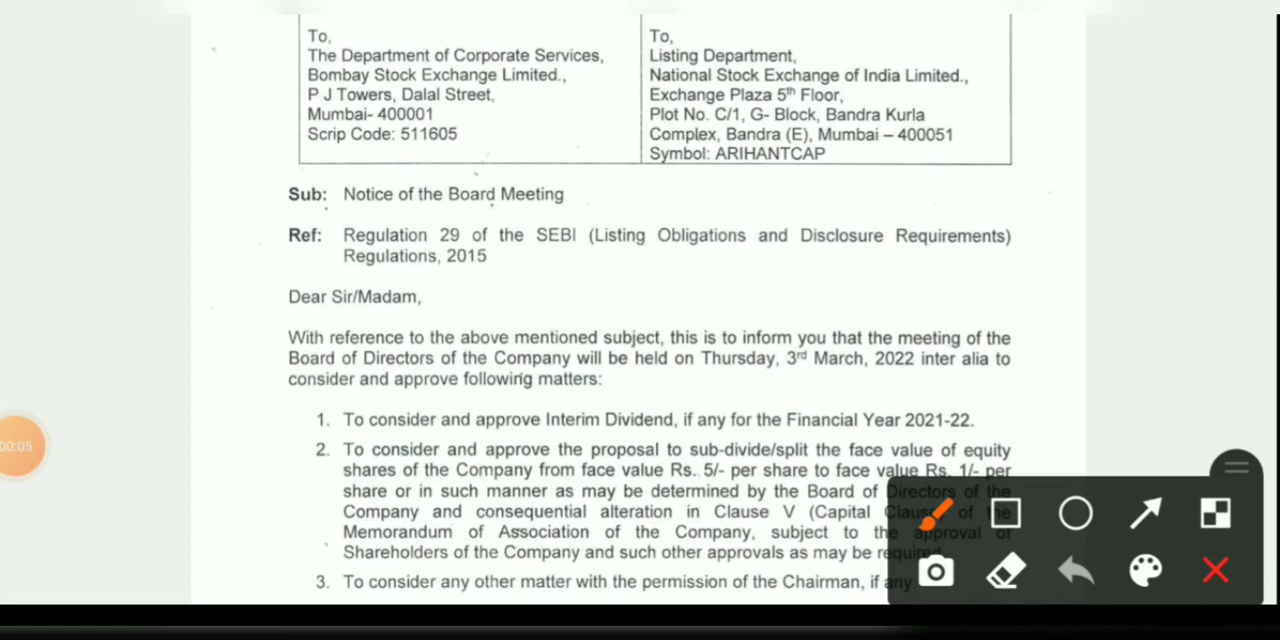 To,
The Department of Corporate Services,
Bombay Stock Exchange Limited.,
P J Towers, Dalal Street,
Mumbai- 400001
Scrip Code: 511605
To,
Listing Department,
National Stock Exchange of India Limited.,
Exchange Plaza 5th Floor,
Plot No. C/1, G- Block, Bandra Kurla
Complex, Bandra (E), Mumbai – 400051
Symbol: ARIHANTCAP
Sub: Notice of the Board Meeting
Ref: Regulation 29 of the SEBI (Listing Obligations and Disclosure Requirements)
Regulations, 2015
Dear Sir/Madam,
With reference to the above mentioned subject, this is to inform you that the meeting of the
Board of Directors of the Company will be held on Thursday, 3rd March, 2022 inter alia to
consider and approve following matters:
1. To consider and approve Interim Dividend, if any for the Financial Year 2021-22.
2. To consider and approve the proposal to sub-divide/split the face value of equity
shares of the Company from face value Rs. 5/- per share to face value Rs. 1/- per
share or in such manner as may be determined by the Board of Directors of the
Company and consequential alteration in Clause V (Capital Clause) of the
Memorandum of Association of the Company, subject to the approval of
Shareholders of the Company and such other approvals as may be required.
3. To consider any other matter with the permission of the Chairman, if any
00:05